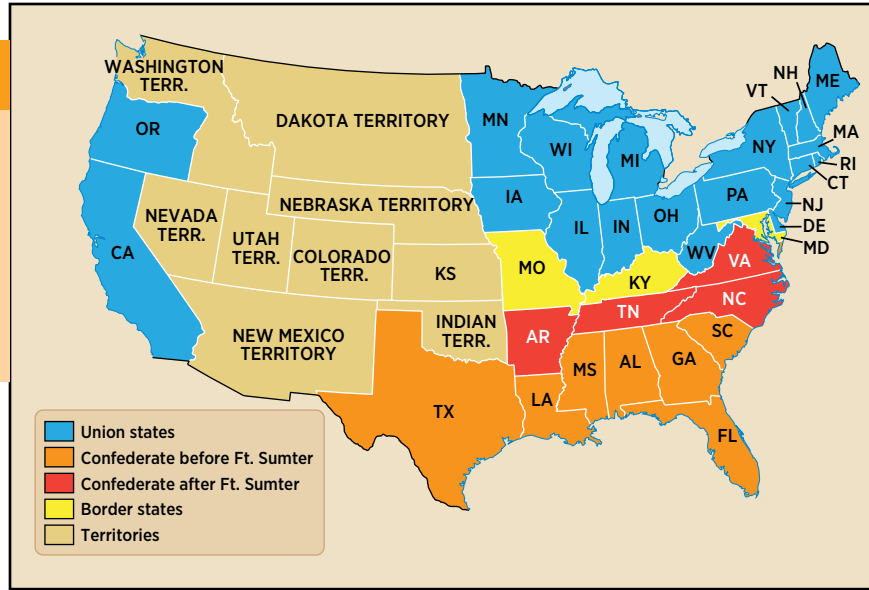 WASHINGTON
TERR.
OR
DAKOTA TERRITORY
MN
WI
MI
NH
VT
ME
NY
MA
RI
CT
NEVADA
TERR.
UTAH
TERR.
NEBRASKA TERRITORY
IA
IL
IN
OH
PA
NJ
DE
MD
CA
COLORADO
TERR.
KS
MO
KY
WV
VA
NEW MEXICO
TERRITORY
INDIAN
TERR.
AR
TN
NC
SC
TX
LA
MS
AL
GA
FL
Union states
Confederate before Ft. Sumter
Confederate after Ft. Sumter
Border states
Territories